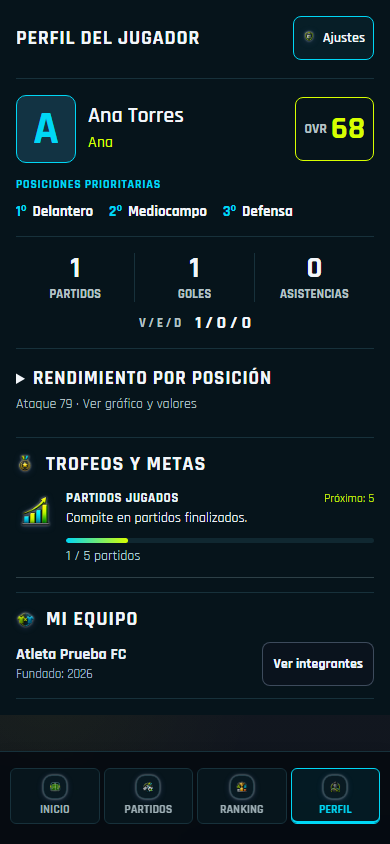 PERFIL DEL JUGADOR
Ajustes
A
Ana Torres
Ana
OVR 68
POSICIONES PRIORITARIAS
1º Delantero 2º Mediocampo 3º Defensa
1 1 0
PARTIDOS GOLES ASISTENCIAS
V/E/D 1/0/0
▶ RENDIMIENTO POR POSICIÓN
Ataque 79 · Ver gráfico y valores
TROFEOS Y METAS
PARTIDOS JUGADOS Próximo: 5
Compite en partidos finalizados.
1 / 5 partidos
MI EQUIPO
Atleta Prueba FC
Fundado: 2026
Ver integrantes
INICIO PARTIDOS RANKING PERFIL